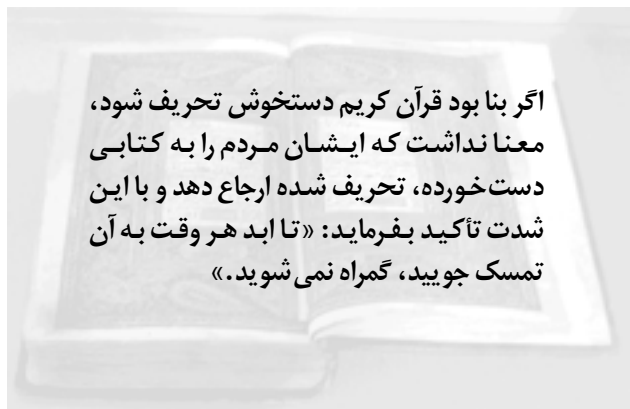 اگر بنا بود قرآن کریم دستخوش تحریف شود،
معنا نداشت که ایشان مردم را به کتابی
دست‌خورده، تحریف شده ارجاع دهد و با این
شدت تأکید بفرماید: «تا ابد هر وقت به آن
تمسک جویید، گمراه نمی‌شوید.»